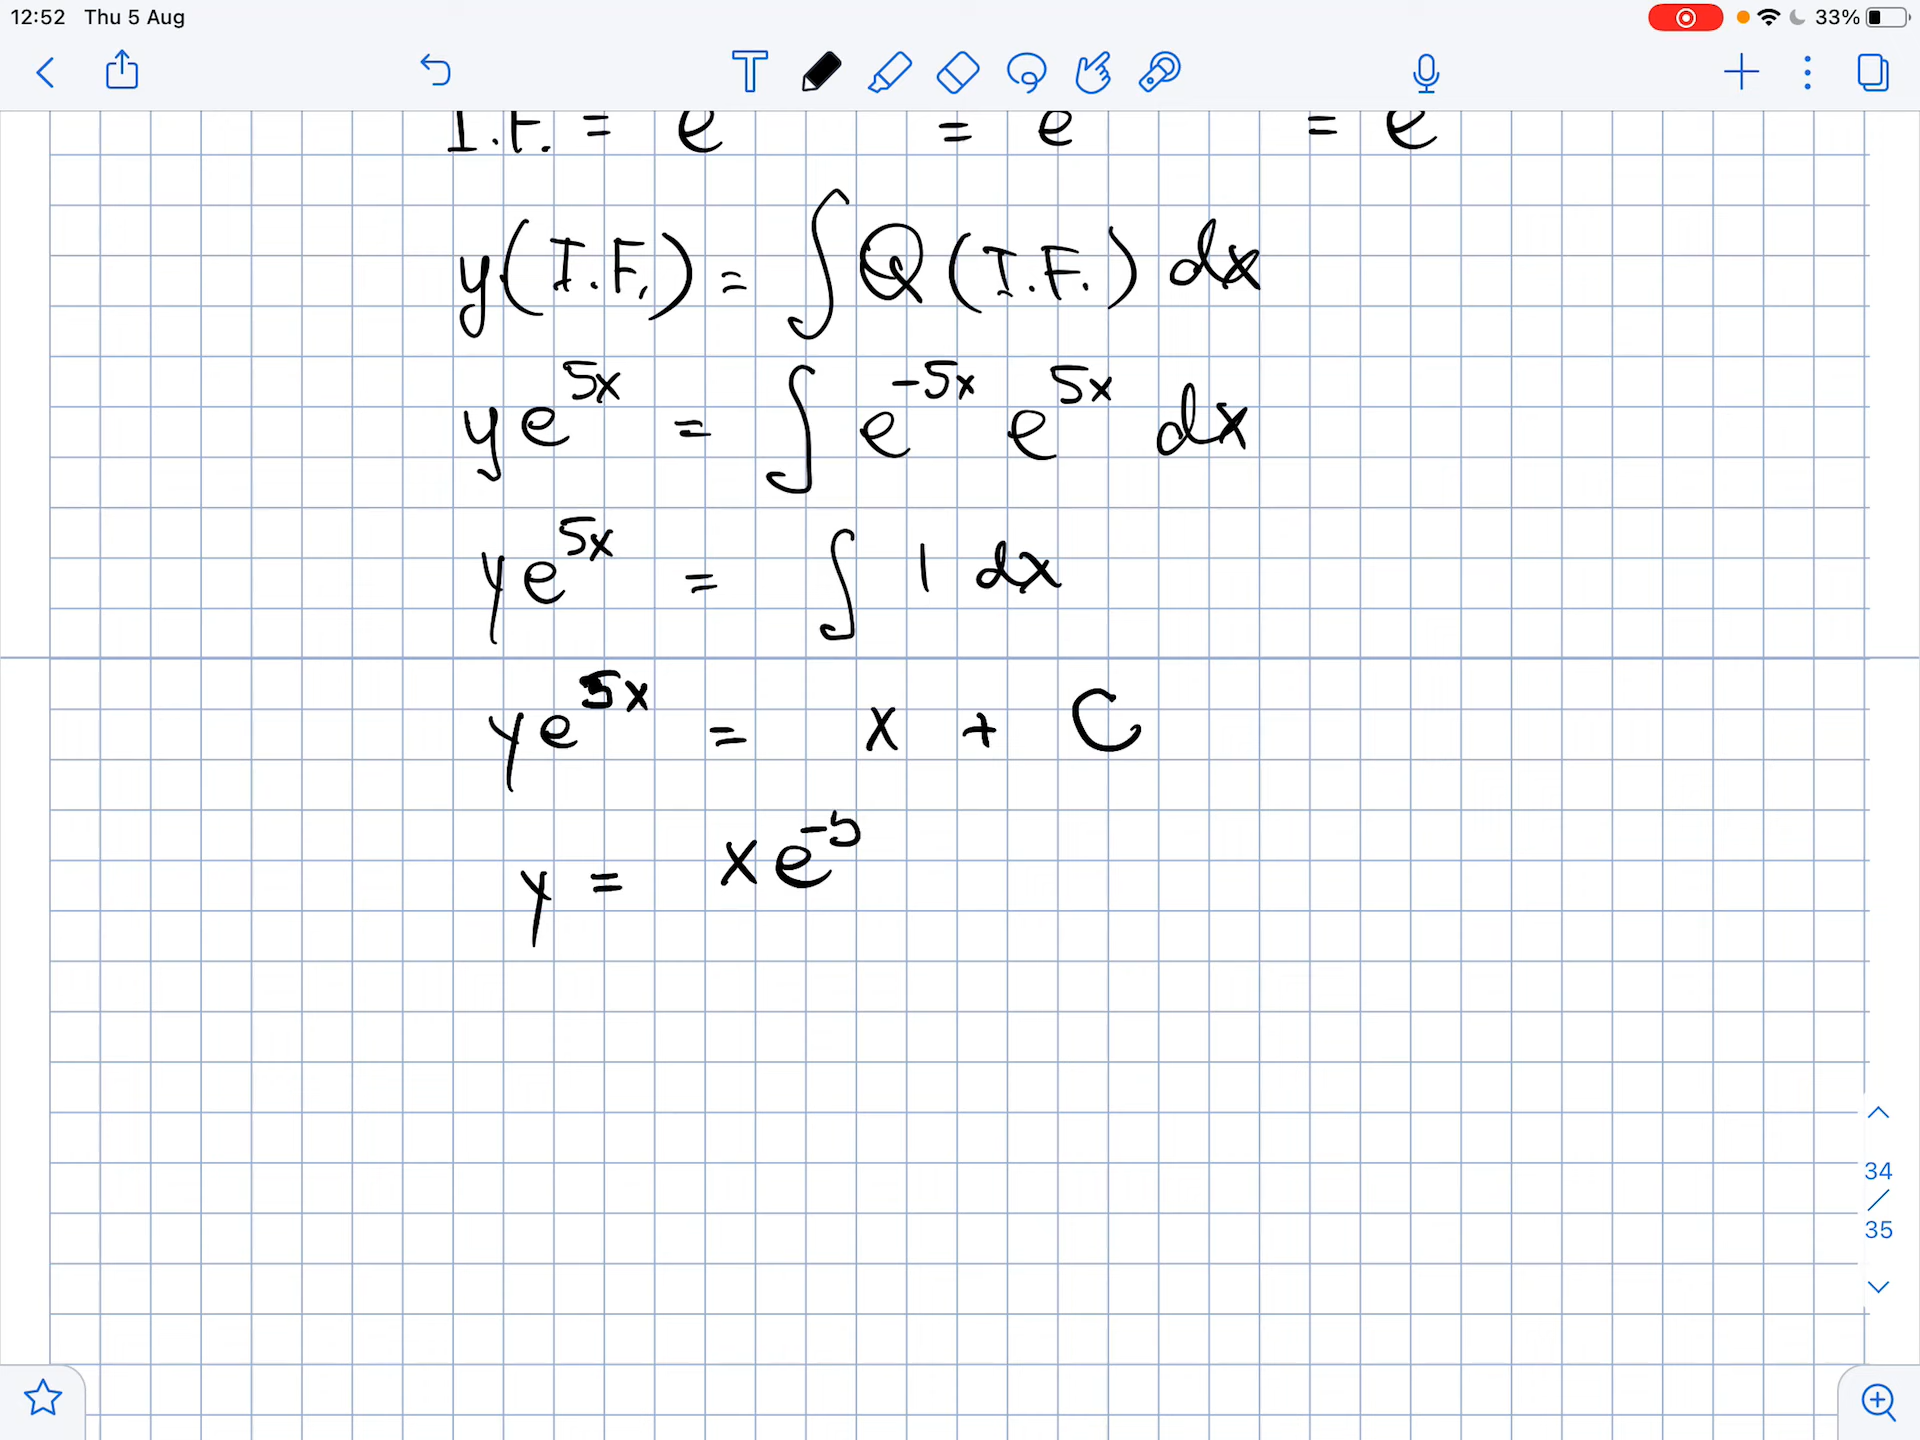 12:52 Thu 5 Aug 33%
T
I.F. = e = e = e
y(I.F.) = ∫Q(I.F.) dx
ye^5x = ∫ e^-5x e^5x dx
ye^5x = ∫ 1 dx
ye^5x = x + C
y = xe^-5
34
/
35